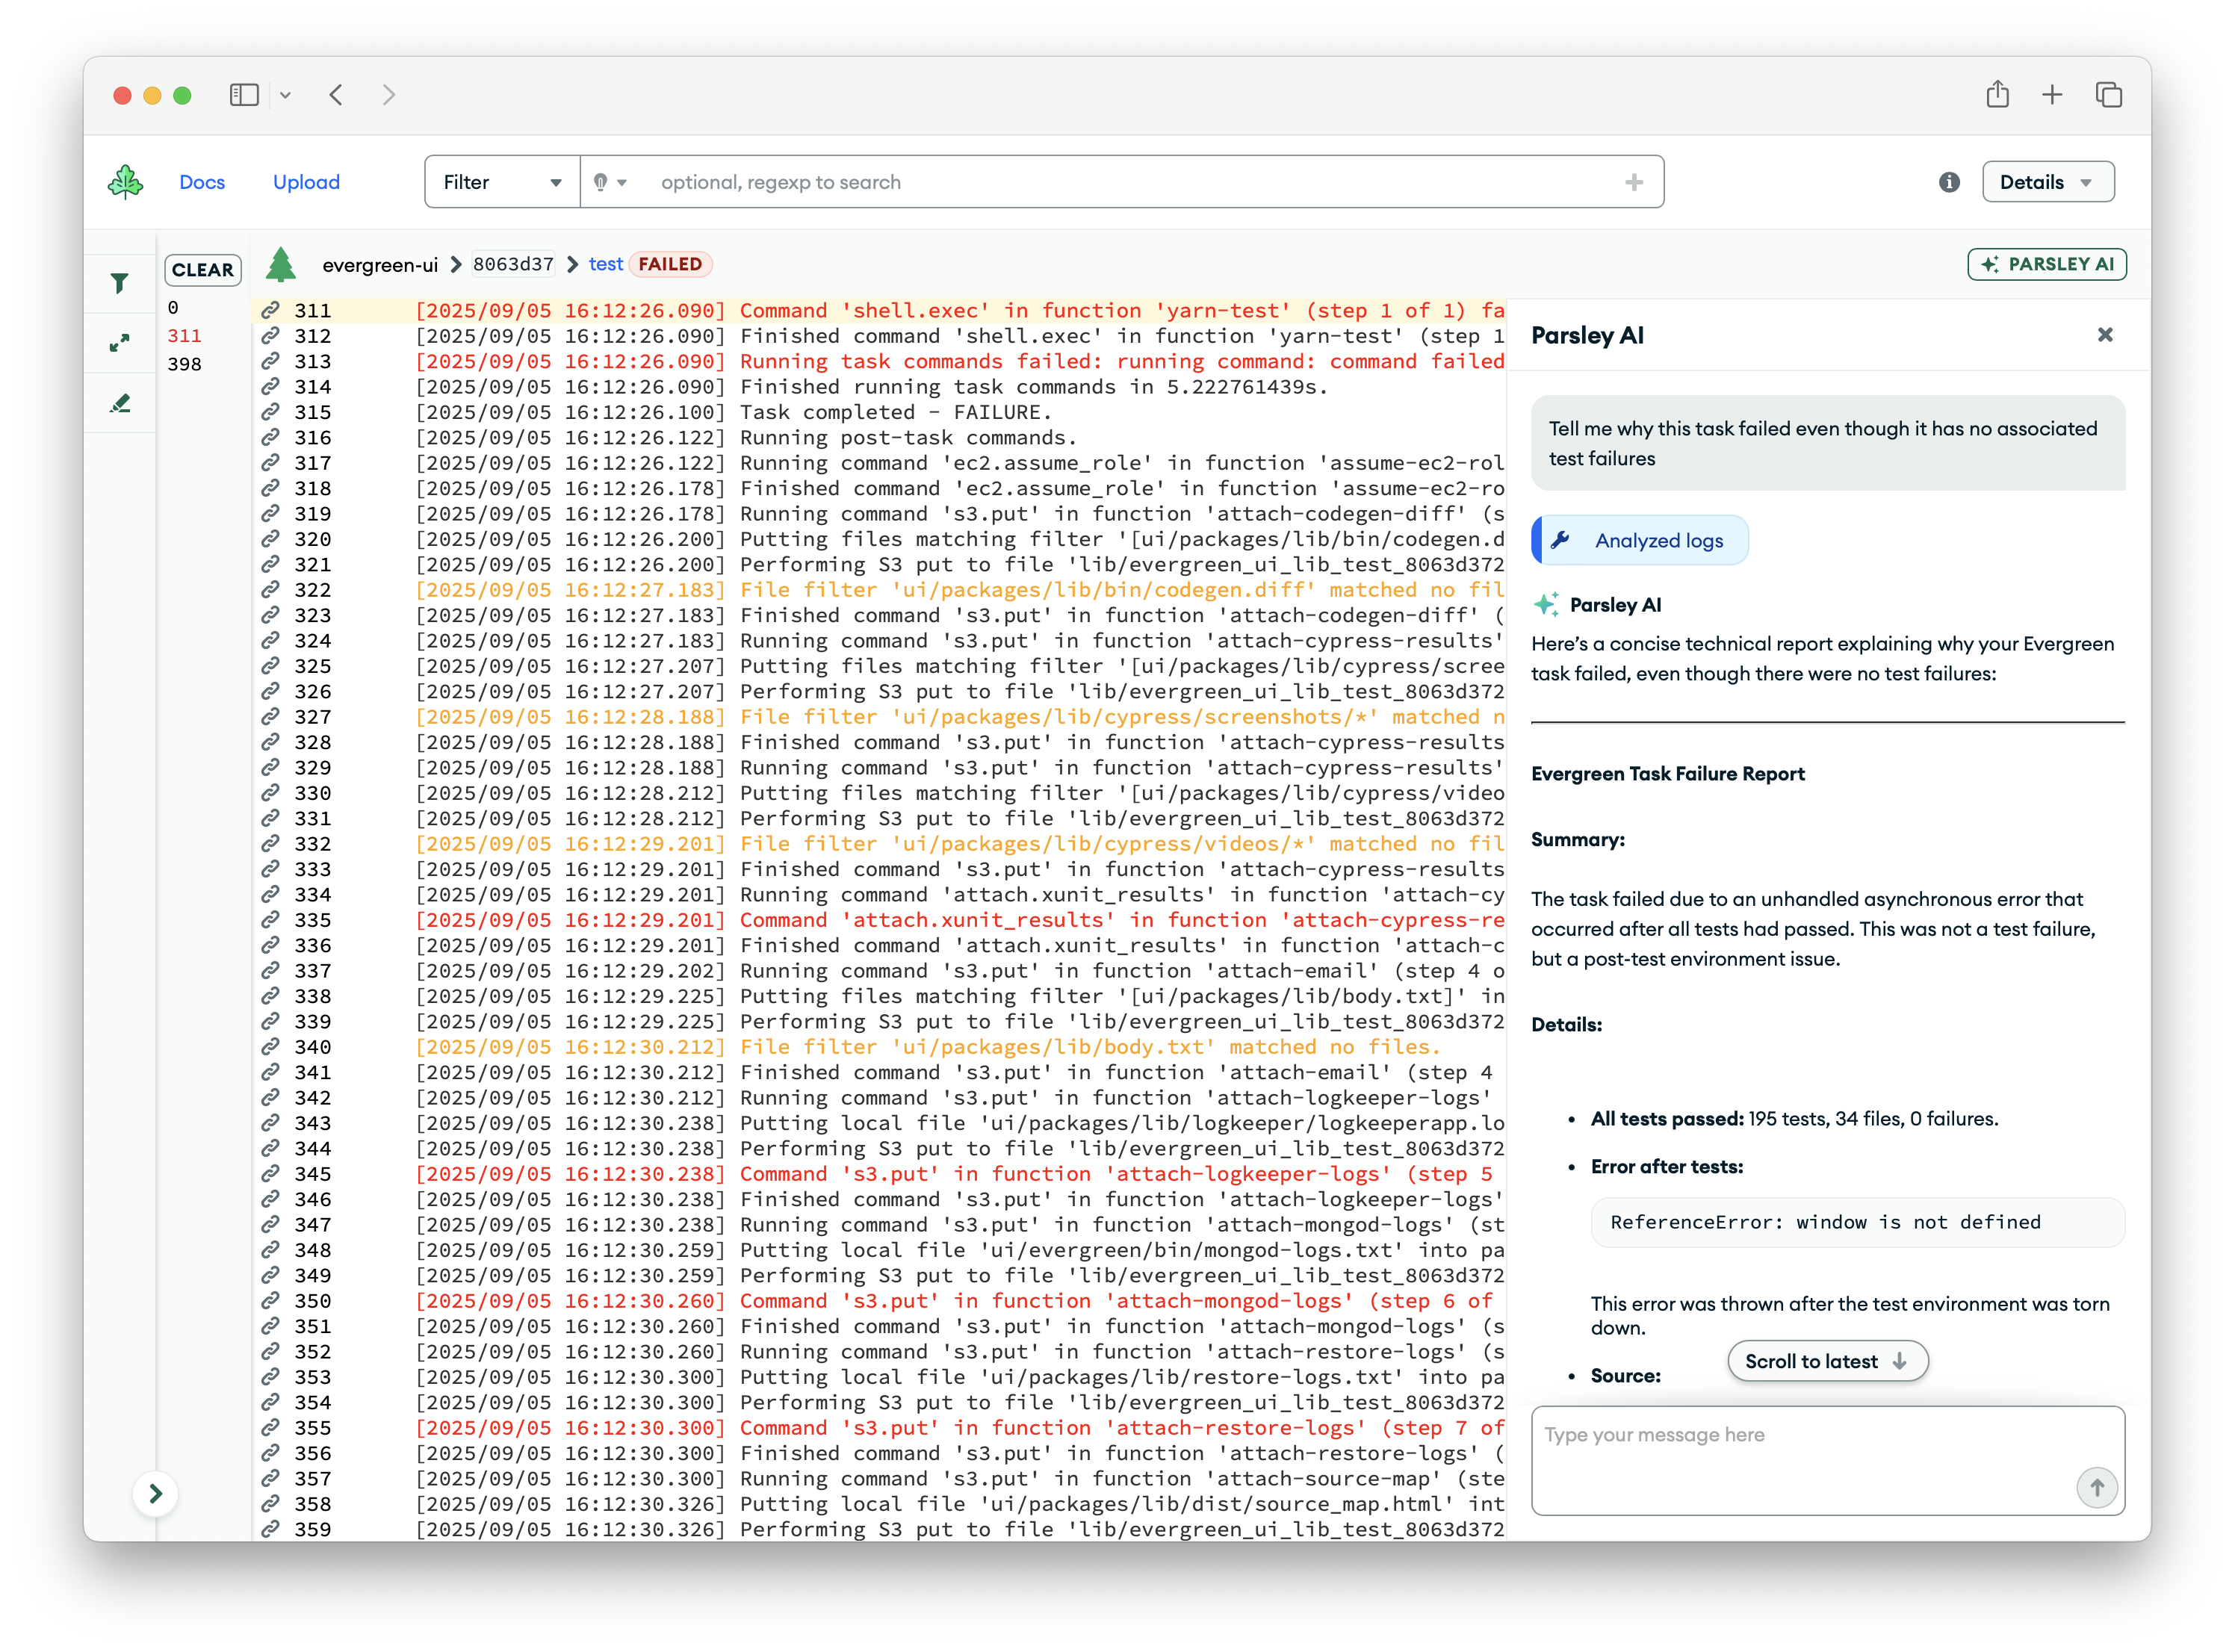 Docs
Upload
Filter
optional, regexp to search
Details
CLEAR
0
311
398
evergreen-ui
8063d37
test
FAILED
PARSLEY AI
311 [2025/09/05 16:12:26.090] Command 'shell.exec' in function 'yarn-test' (step 1 of 1) fa
312 [2025/09/05 16:12:26.090] Finished command 'shell.exec' in function 'yarn-test' (step 1
313 [2025/09/05 16:12:26.090] Running task commands failed: running command: command failed
314 [2025/09/05 16:12:26.090] Finished running task commands in 5.222761439s.
315 [2025/09/05 16:12:26.100] Task completed - FAILURE.
316 [2025/09/05 16:12:26.122] Running post-task commands.
317 [2025/09/05 16:12:26.122] Running command 'ec2.assume_role' in function 'assume-ec2-rol
318 [2025/09/05 16:12:26.178] Finished command 'ec2.assume_role' in function 'assume-ec2-ro
319 [2025/09/05 16:12:26.178] Running command 's3.put' in function 'attach-codegen-diff' (s
320 [2025/09/05 16:12:26.200] Putting files matching filter '[ui/packages/lib/bin/codegen.d
321 [2025/09/05 16:12:26.200] Performing S3 put to file 'lib/evergreen_ui_lib_test_8063d372
322 [2025/09/05 16:12:27.183] File filter 'ui/packages/lib/bin/codegen.diff' matched no fil
323 [2025/09/05 16:12:27.183] Finished command 's3.put' in function 'attach-codegen-diff' (
324 [2025/09/05 16:12:27.183] Running command 's3.put' in function 'attach-cypress-results'
325 [2025/09/05 16:12:27.207] Putting files matching filter '[ui/packages/lib/cypress/scree
326 [2025/09/05 16:12:27.207] Performing S3 put to file 'lib/evergreen_ui_lib_test_8063d372
327 [2025/09/05 16:12:28.188] File filter 'ui/packages/lib/cypress/screenshots/*' matched n
328 [2025/09/05 16:12:28.188] Finished command 's3.put' in function 'attach-cypress-results
329 [2025/09/05 16:12:28.188] Running command 's3.put' in function 'attach-cypress-results'
330 [2025/09/05 16:12:28.212] Putting files matching filter '[ui/packages/lib/cypress/video
331 [2025/09/05 16:12:28.212] Performing S3 put to file 'lib/evergreen_ui_lib_test_8063d372
332 [2025/09/05 16:12:29.201] File filter 'ui/packages/lib/cypress/videos/*' matched no fil
333 [2025/09/05 16:12:29.201] Finished command 's3.put' in function 'attach-cypress-results
334 [2025/09/05 16:12:29.201] Running command 'attach.xunit_results' in function 'attach-cy
335 [2025/09/05 16:12:29.201] Command 'attach.xunit_results' in function 'attach-cypress-re
336 [2025/09/05 16:12:29.201] Finished command 'attach.xunit_results' in function 'attach-c
337 [2025/09/05 16:12:29.202] Running command 's3.put' in function 'attach-email' (step 4 o
338 [2025/09/05 16:12:29.225] Putting files matching filter '[ui/packages/lib/body.txt]' in
339 [2025/09/05 16:12:29.225] Performing S3 put to file 'lib/evergreen_ui_lib_test_8063d372
340 [2025/09/05 16:12:30.212] File filter 'ui/packages/lib/body.txt' matched no files.
341 [2025/09/05 16:12:30.212] Finished command 's3.put' in function 'attach-email' (step 4
342 [2025/09/05 16:12:30.212] Running command 's3.put' in function 'attach-logkeeper-logs'
343 [2025/09/05 16:12:30.238] Putting local file 'ui/packages/lib/logkeeper/logkeeperapp.lo
344 [2025/09/05 16:12:30.238] Performing S3 put to file 'lib/evergreen_ui_lib_test_8063d372
345 [2025/09/05 16:12:30.238] Command 's3.put' in function 'attach-logkeeper-logs' (step 5
346 [2025/09/05 16:12:30.238] Finished command 's3.put' in function 'attach-logkeeper-logs'
347 [2025/09/05 16:12:30.238] Running command 's3.put' in function 'attach-mongod-logs' (st
348 [2025/09/05 16:12:30.259] Putting local file 'ui/evergreen/bin/mongod-logs.txt' into pa
349 [2025/09/05 16:12:30.259] Performing S3 put to file 'lib/evergreen_ui_lib_test_8063d372
350 [2025/09/05 16:12:30.260] Command 's3.put' in function 'attach-mongod-logs' (step 6 of
351 [2025/09/05 16:12:30.260] Finished command 's3.put' in function 'attach-mongod-logs' (s
352 [2025/09/05 16:12:30.260] Running command 's3.put' in function 'attach-restore-logs' (s
353 [2025/09/05 16:12:30.300] Putting local file 'ui/packages/lib/restore-logs.txt' into pa
354 [2025/09/05 16:12:30.300] Performing S3 put to file 'lib/evergreen_ui_lib_test_8063d372
355 [2025/09/05 16:12:30.300] Command 's3.put' in function 'attach-restore-logs' (step 7 of
356 [2025/09/05 16:12:30.300] Finished command 's3.put' in function 'attach-restore-logs' (
357 [2025/09/05 16:12:30.300] Running command 's3.put' in function 'attach-source-map' (ste
358 [2025/09/05 16:12:30.326] Putting local file 'ui/packages/lib/dist/source_map.html' int
359 [2025/09/05 16:12:30.326] Performing S3 put to file 'lib/evergreen_ui_lib_test_8063d372
Parsley AI
Tell me why this task failed even though it has no associated
test failures
Analyzed logs
Parsley AI
Here's a concise technical report explaining why your Evergreen
task failed, even though there were no test failures:
Evergreen Task Failure Report
Summary:
The task failed due to an unhandled asynchronous error that
occurred after all tests had passed. This was not a test failure,
but a post-test environment issue.
Details:
• All tests passed: 195 tests, 34 files, 0 failures.
• Error after tests:
ReferenceError: window is not defined
This error was thrown after the test environment was torn
down.
• Source:
Scroll to latest
Type your message here